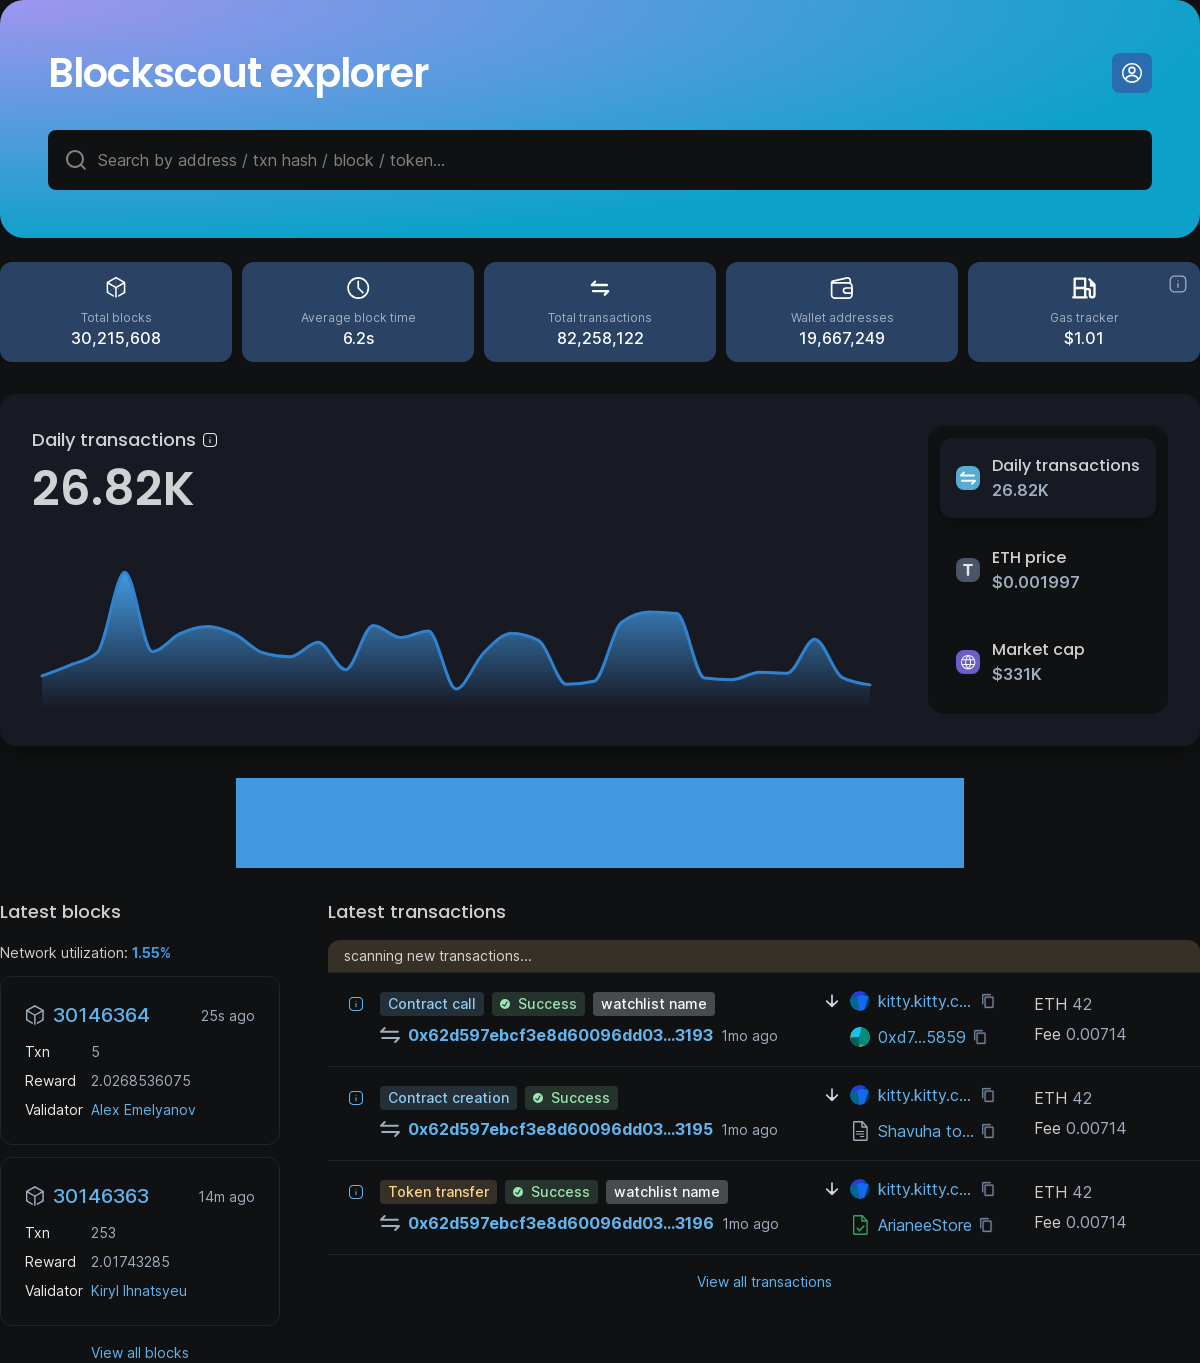 Blockscout explorer
Search by address / txn hash / block / token...
Total blocks
30,215,608
Average block time
6.2s
Total transactions
82,258,122
Wallet addresses
19,667,249
Gas tracker
$1.01
Daily transactions
26.82K
Daily transactions
26.82K
T
ETH price
$0.001997
Market cap
$331K
Latest blocks
Network utilization: 1.55%
30146364 25s ago
Txn 5
Reward 2.0268536075
Validator Alex Emelyanov
30146363 14m ago
Txn 253
Reward 2.01743285
Validator Kiryl Ihnatsyeu
View all blocks
Latest transactions
scanning new transactions...
Contract call Success watchlist name
0x62d597ebcf3e8d60096dd03...3193 1mo ago
kitty.kitty.c...
0xd7...5859
ETH 42
Fee 0.00714
Contract creation Success
0x62d597ebcf3e8d60096dd03...3195 1mo ago
kitty.kitty.c...
Shavuha to...
ETH 42
Fee 0.00714
Token transfer Success watchlist name
0x62d597ebcf3e8d60096dd03...3196 1mo ago
kitty.kitty.c...
ArianeeStore
ETH 42
Fee 0.00714
View all transactions